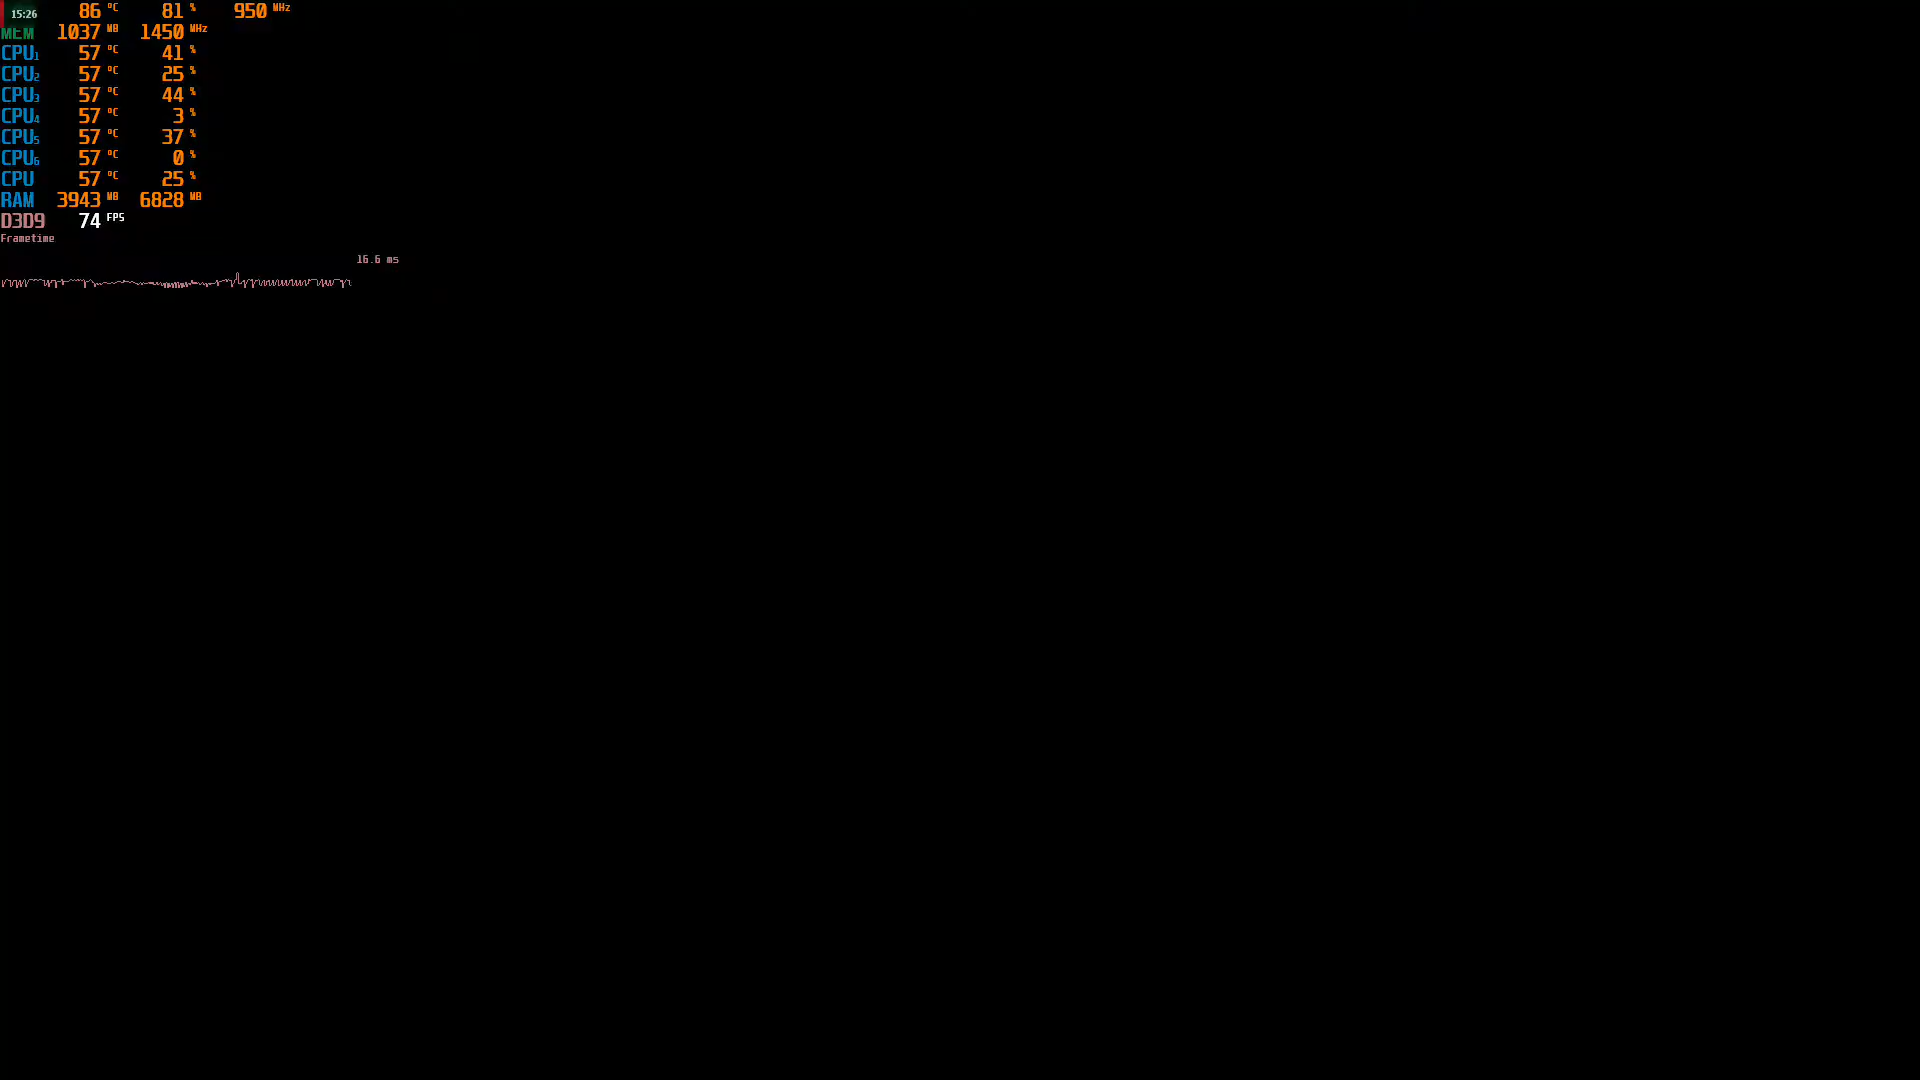 15:26 86 °C 81 % 950 MHz
MEM 1037 MB 1450 MHz
CPU1 57 °C 41 %
CPU2 57 °C 25 %
CPU3 57 °C 44 %
CPU4 57 °C 3 %
CPU5 57 °C 37 %
CPU6 57 °C 0 %
CPU 57 °C 25 %
RAM 3943 MB 6828 MB
D3D9 74 FPS
Frametime
16.6 ms